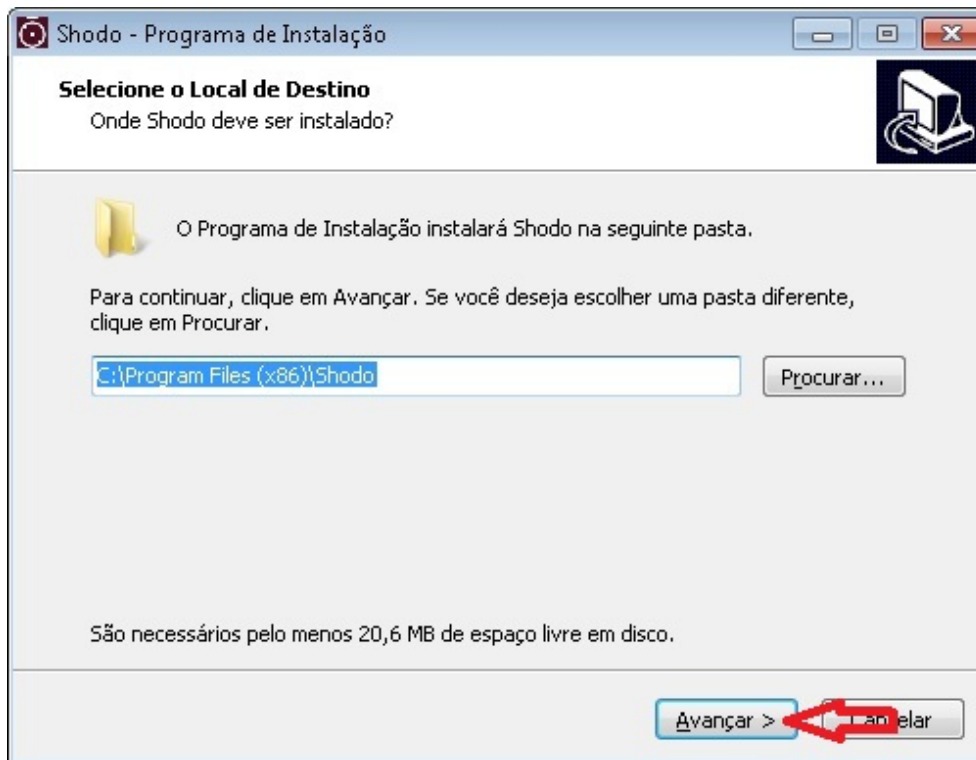 Shodo - Programa de Instalação
Selecione o Local de Destino
Onde Shodo deve ser instalado?
O Programa de Instalação instalará Shodo na seguinte pasta.
Para continuar, clique em Avançar. Se você deseja escolher uma pasta diferente,
clique em Procurar.
C:\Program Files (x86)\Shodo
Procurar...
São necessários pelo menos 20,6 MB de espaço livre em disco.
Avançar >
Cancelar